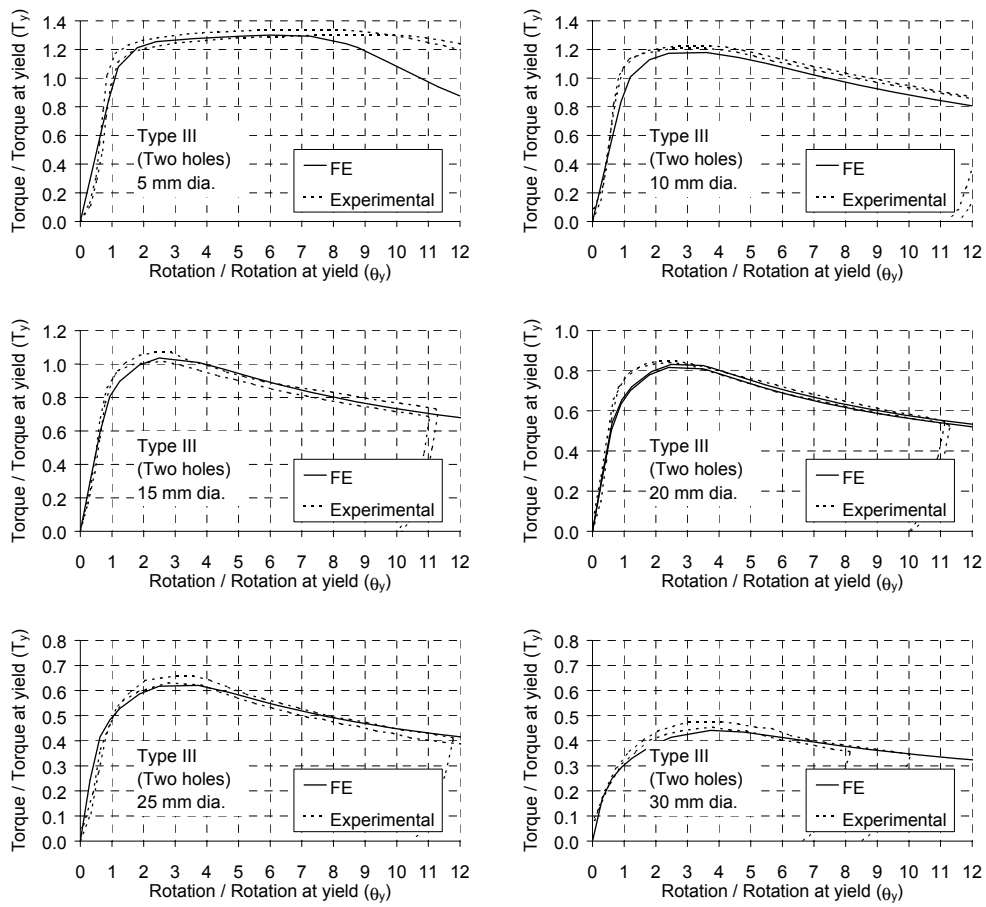 Torque / Torque at yield (Ty)
1.4
1.2
1.0
0.8
0.6
0.4
0.2
0.0
Type III
(Two holes)
5 mm dia.
FE
Experimental
0 1 2 3 4 5 6 7 8 9 10 11 12
Rotation / Rotation at yield (θy)
Torque / Torque at yield (Ty)
1.4
1.2
1.0
0.8
0.6
0.4
0.2
0.0
Type III
(Two holes)
10 mm dia.
FE
Experimental
0 1 2 3 4 5 6 7 8 9 10 11 12
Rotation / Rotation at yield (θy)
Torque / Torque at yield (Ty)
1.2
1.0
0.8
0.6
0.4
0.2
0.0
Type III
(Two holes)
15 mm dia.
FE
Experimental
0 1 2 3 4 5 6 7 8 9 10 11 12
Rotation / Rotation at yield (θy)
Torque / Torque at yield (Ty)
1.0
0.8
0.6
0.4
0.2
0.0
Type III
(Two holes)
20 mm dia.
FE
Experimental
0 1 2 3 4 5 6 7 8 9 10 11 12
Rotation / Rotation at yield (θy)
Torque / Torque at yield (Ty)
0.8
0.7
0.6
0.5
0.4
0.3
0.2
0.1
0.0
Type III
(Two holes)
25 mm dia.
FE
Experimental
0 1 2 3 4 5 6 7 8 9 10 11 12
Rotation / Rotation at yield (θy)
Torque / Torque at yield (Ty)
0.8
0.7
0.6
0.5
0.4
0.3
0.2
0.1
0.0
Type III
(Two holes)
30 mm dia.
FE
Experimental
0 1 2 3 4 5 6 7 8 9 10 11 12
Rotation / Rotation at yield (θy)